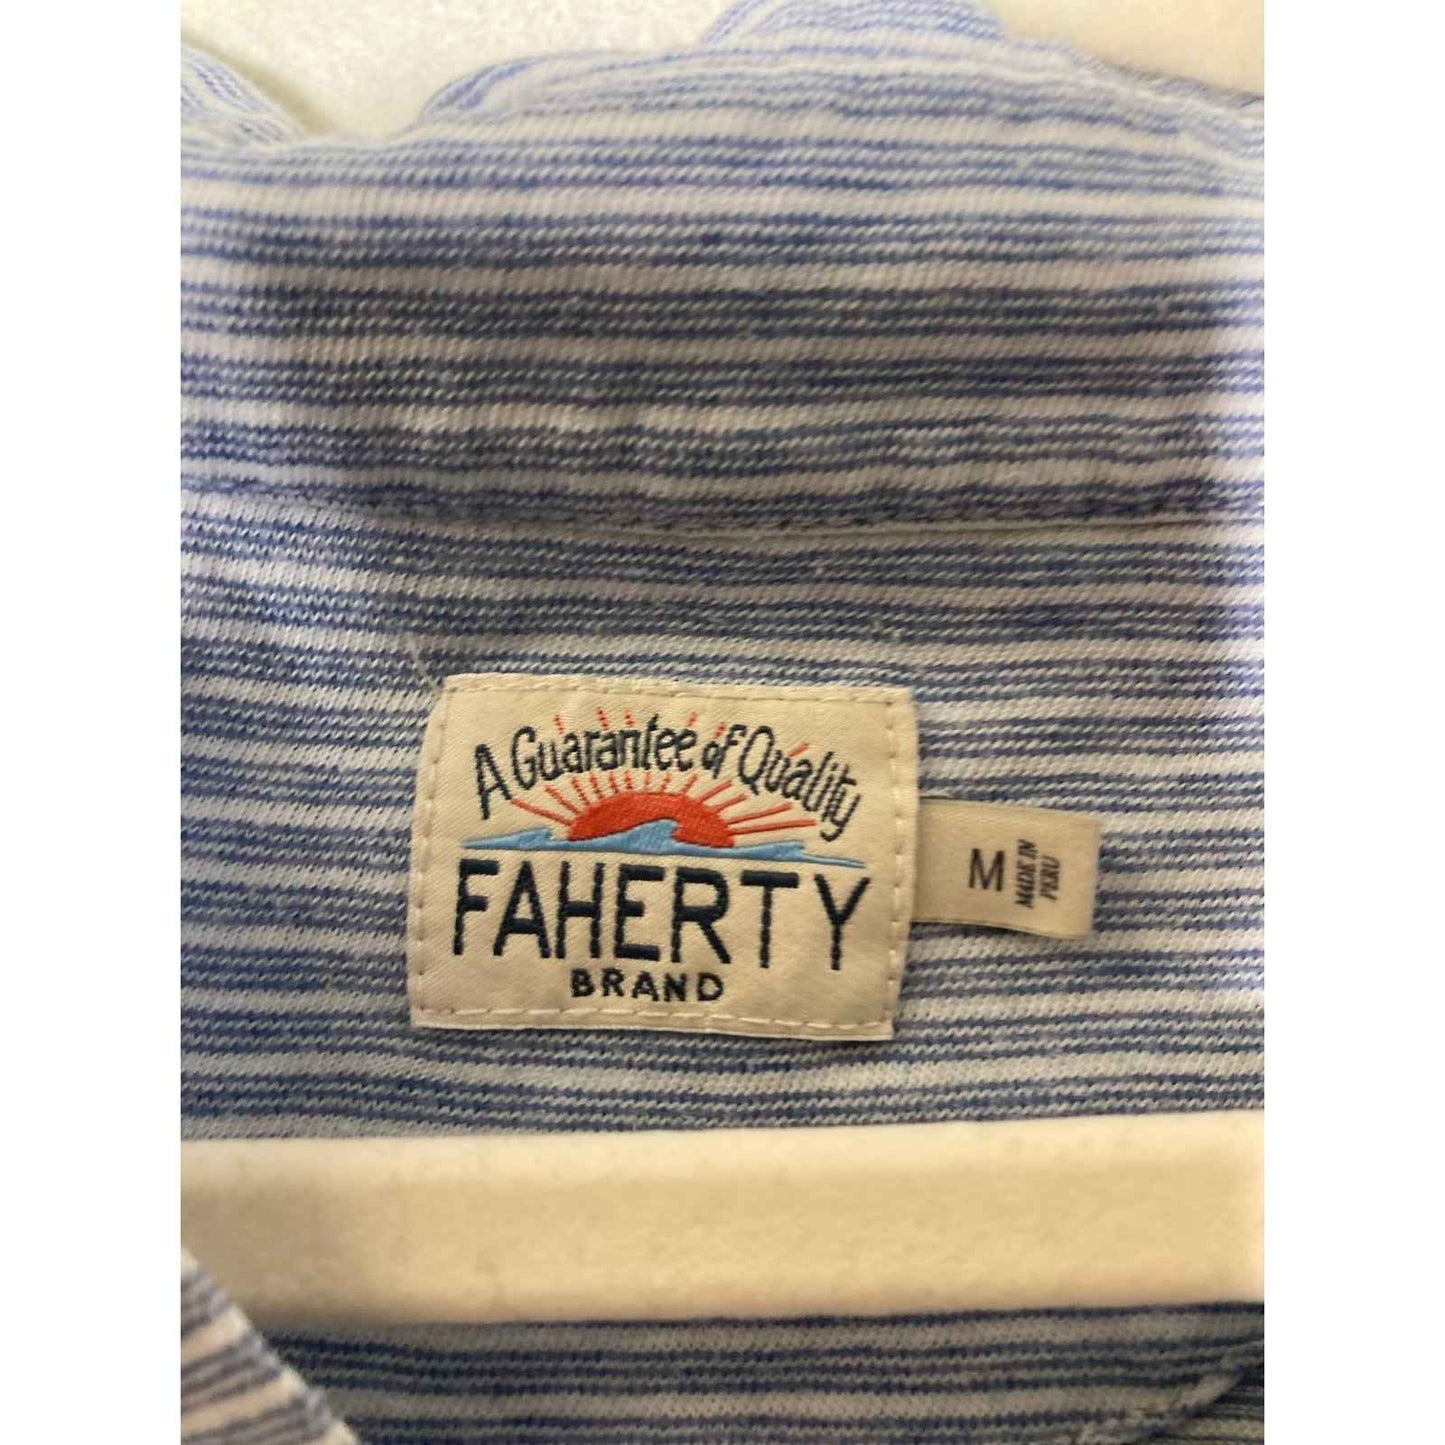 A Guarantee of Quality
FAHERTY
BRAND
M
MADE IN
PERU